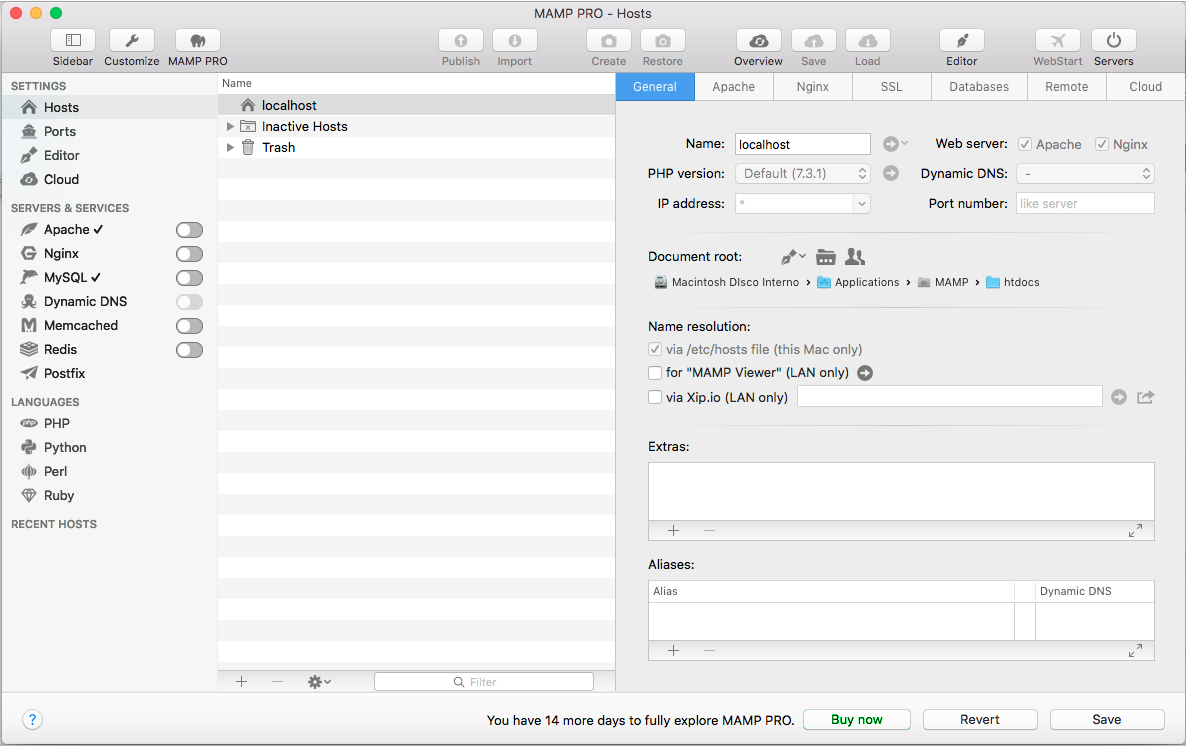 MAMP PRO - Hosts
Sidebar Customize MAMP PRO Publish Import Create Restore Overview Save Load Editor WebStart Servers
SETTINGS
Hosts
Ports
Editor
Cloud
SERVERS & SERVICES
Apache ✓
Nginx
MySQL ✓
Dynamic DNS
Memcached
Redis
Postfix
LANGUAGES
php PHP
Python
Perl
Ruby
RECENT HOSTS
Name
localhost
Inactive Hosts
Trash
Filter
General Apache Nginx SSL Databases Remote Cloud
Name: localhost Web server: Apache Nginx
PHP version: Default (7.3.1) Dynamic DNS: -
IP address: * Port number: like server
Document root:
Macintosh DIsco Interno › Applications › MAMP › htdocs
Name resolution:
via /etc/hosts file (this Mac only)
for "MAMP Viewer" (LAN only)
via Xip.io (LAN only)
Extras:
Aliases:
Alias Dynamic DNS
? You have 14 more days to fully explore MAMP PRO. Buy now Revert Save